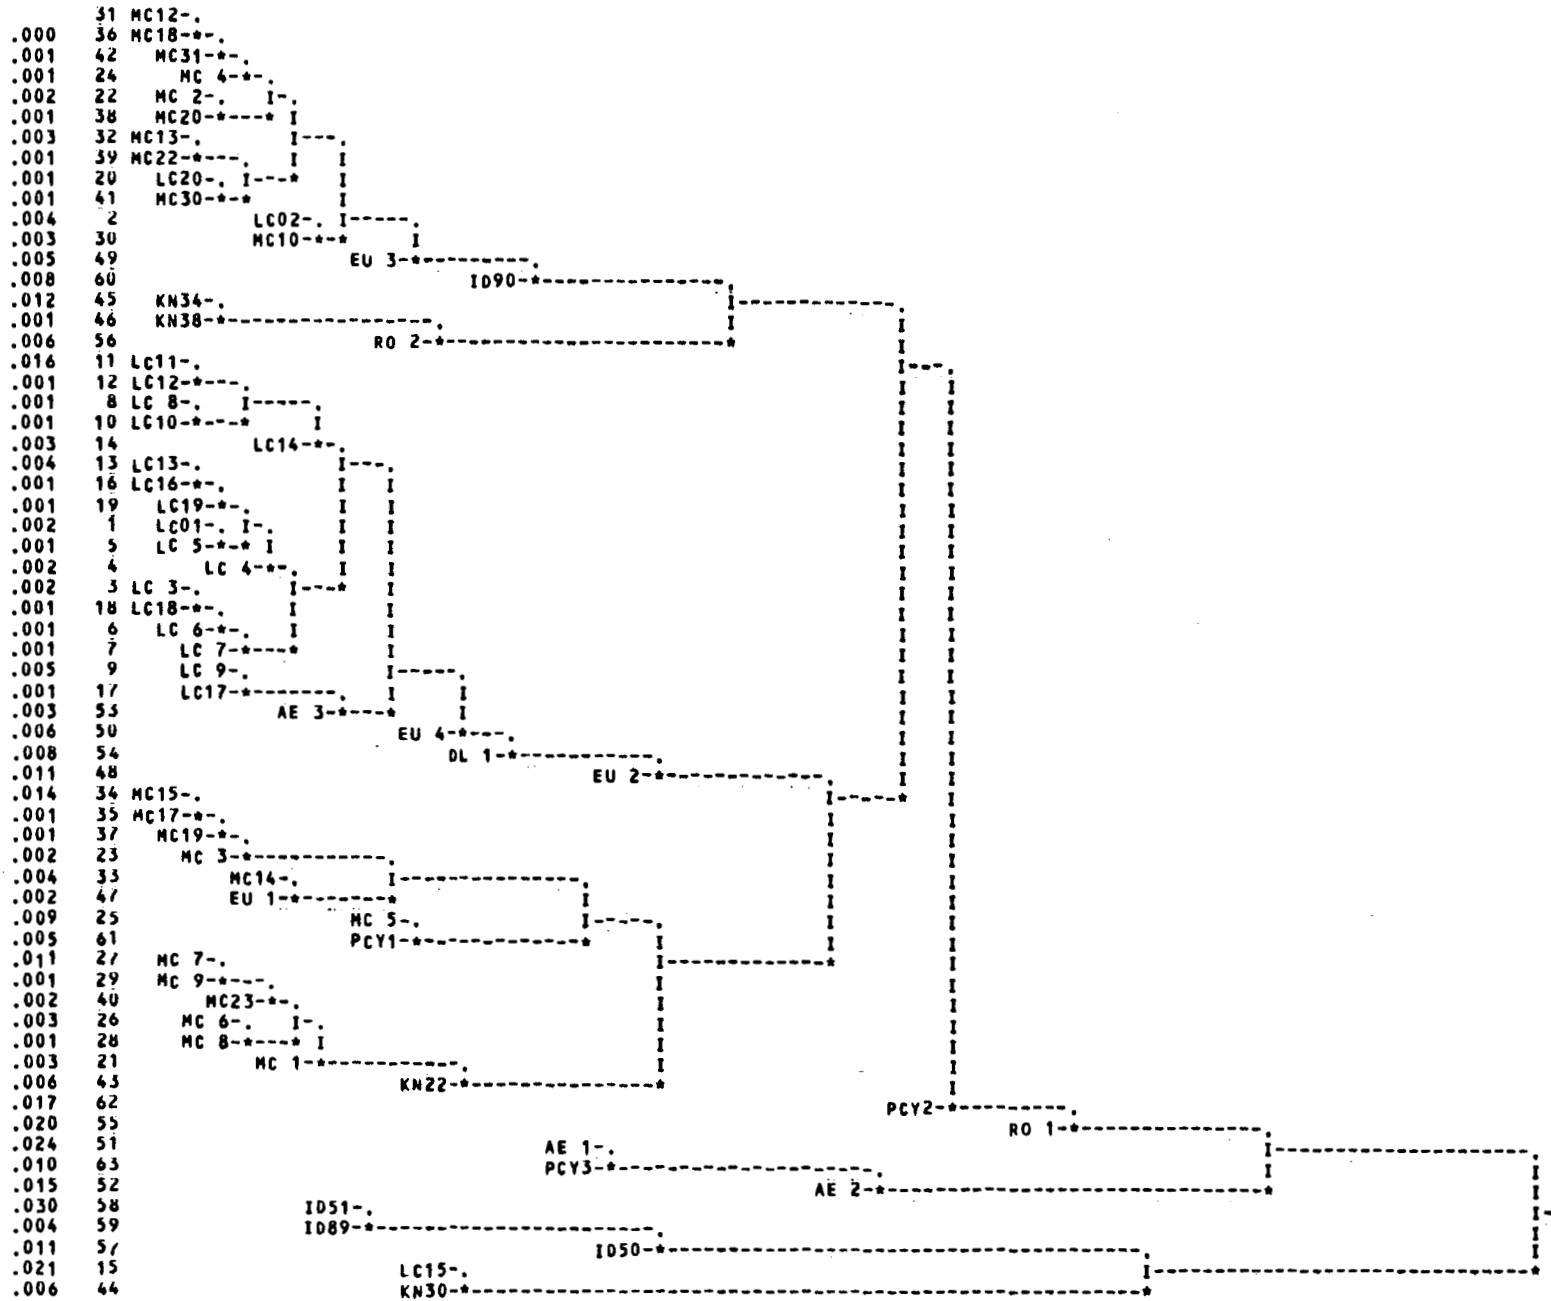 31 MC12-.
.000 36 MC18-*-.
.001 42 MC31-*-.
.001 24 MC 4-*-.
.002 22 MC 2-. I-.
.001 38 MC20-*----* I
.003 32 MC13-. I---.
.001 39 MC22-*---. I I
.001 20 LC20-. I---* I
.001 41 MC30-*-* I
.004 2 LC02-. I-----.
.003 30 MC10-*-* I
.005 49 EU 3-*---------.
.008 60 ID90-*---------------.
.012 45 KN34-. I-------------.
.001 46 KN38-*-----------------. I I
.006 56 RO 2-*-----------------------* I
.016 11 LC11-. I---.
.001 12 LC12-*---. I I
.001 8 LC 8-. I-----. I I
.001 10 LC10-*---* I I I
.003 14 LC14-*-. I I
.004 13 LC13-. I---. I I
.001 16 LC16-*-. I I I I
.001 19 LC19-*-. I I I I
.002 1 LC01-. I-. I I I I
.001 5 LC 5-*-* I I I I I
.002 4 LC 4-*-. I I I I
.002 3 LC 3-. I---* I I I
.001 18 LC18-*-. I I I I
.001 6 LC 6-*-. I I I I
.001 7 LC 7-*----* I I I
.005 9 LC 9-. I-----. I I
.001 17 LC17-*-------. I I I I
.003 53 AE 3-*---* I I I
.006 50 EU 4-*---. I I
.008 54 DL 1-*-----------. I I
.011 48 EU 2-*-------------. I I
.014 34 MC15-. I-----* I
.001 35 MC17-*-. I I
.001 37 MC19-*-. I I
.002 23 MC 3-*-----------. I I
.004 33 MC14-. I---------------. I I
.002 47 EU 1-*-------* I I I
.009 25 MC 5-. I-----. I I
.005 61 PCY1-*-------------* I I I
.011 27 MC 7-. I-------------* I
.001 29 MC 9-*----. I I
.002 40 MC23-*-. I I
.003 26 MC 6-. I-. I I
.001 28 MC 8-*---* I I I
.003 21 MC 1-*-----------. I I
.006 43 KN22-*---------------* I
.017 62 PCY2-*---------.
.020 55 RO 1-*---------------.
.024 51 AE 1-. I---------------------.
.010 63 PCY3-*---------------------. I I
.015 52 AE 2-*-------------------------------* I
.030 58 ID51-. I-
.004 59 ID89-*-----------------------. I
.011 57 ID50-*---------------------------------------. I
.021 15 LC15-. I-------------------------------*
.006 44 KN30-*-------------------------------------------------------*